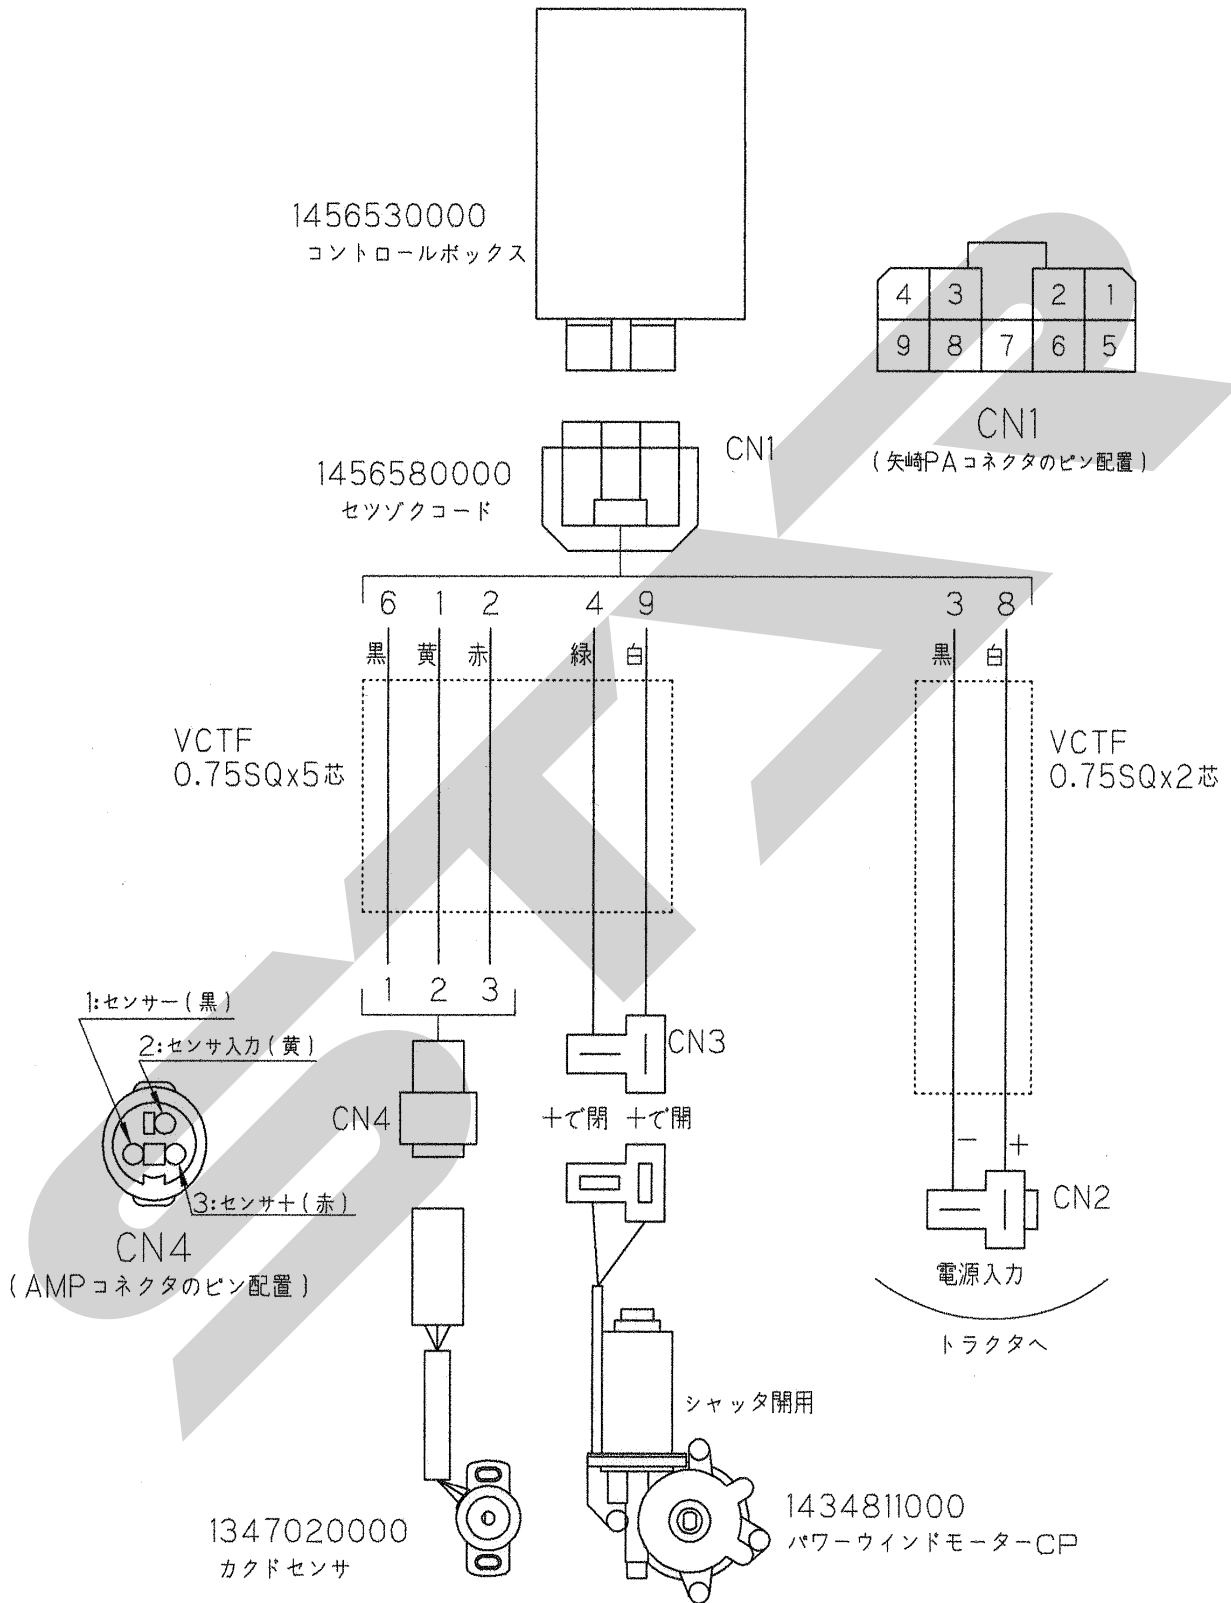 1456530000
コントロールボックス
4 3 2 1
9 8 7 6 5
CN1
(矢崎PAコネクタのピン配置)
CN1
1456580000
セツゾクコード
6 1 2 4 9 3 8
黒 黄 赤 緑 白 黒 白
VCTF
0.75SQx5芯
VCTF
0.75SQx2芯
1 2 3
1:センサー(黒)
2:センサ入力(黄)
3:センサ+(赤)
CN4
(AMPコネクタのピン配置)
CN4
CN3
+で閉 +で開
- +
CN2
電源入力
トラクタへ
シャッタ開用
1347020000
カクドセンサ
1434811000
パワーウインドモーターCP
STAR